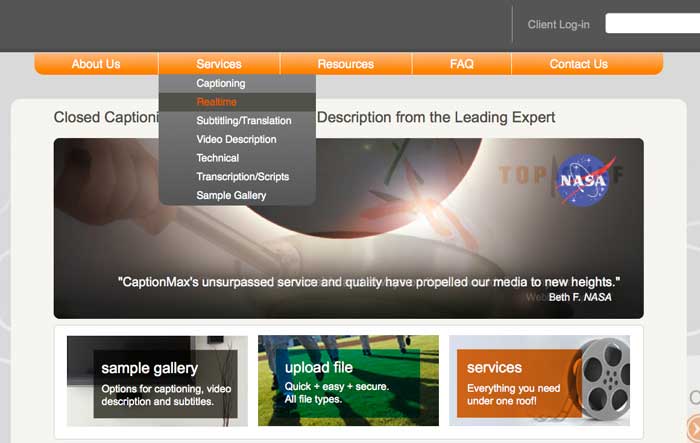 Client Log-in
About Us
Services
Resources
FAQ
Contact Us
Captioning
Realtime
Subtitling/Translation
Video Description
Technical
Transcription/Scripts
Sample Gallery
Closed Captioni Description from the Leading Expert
TOP
NASA
"CaptionMax's unsurpassed service and quality have propelled our media to new heights."
Beth F. NASA
sample gallery
Options for captioning, video
description and subtitles.
upload file
Quick + easy + secure.
All file types.
services
Everything you need
under one roof!